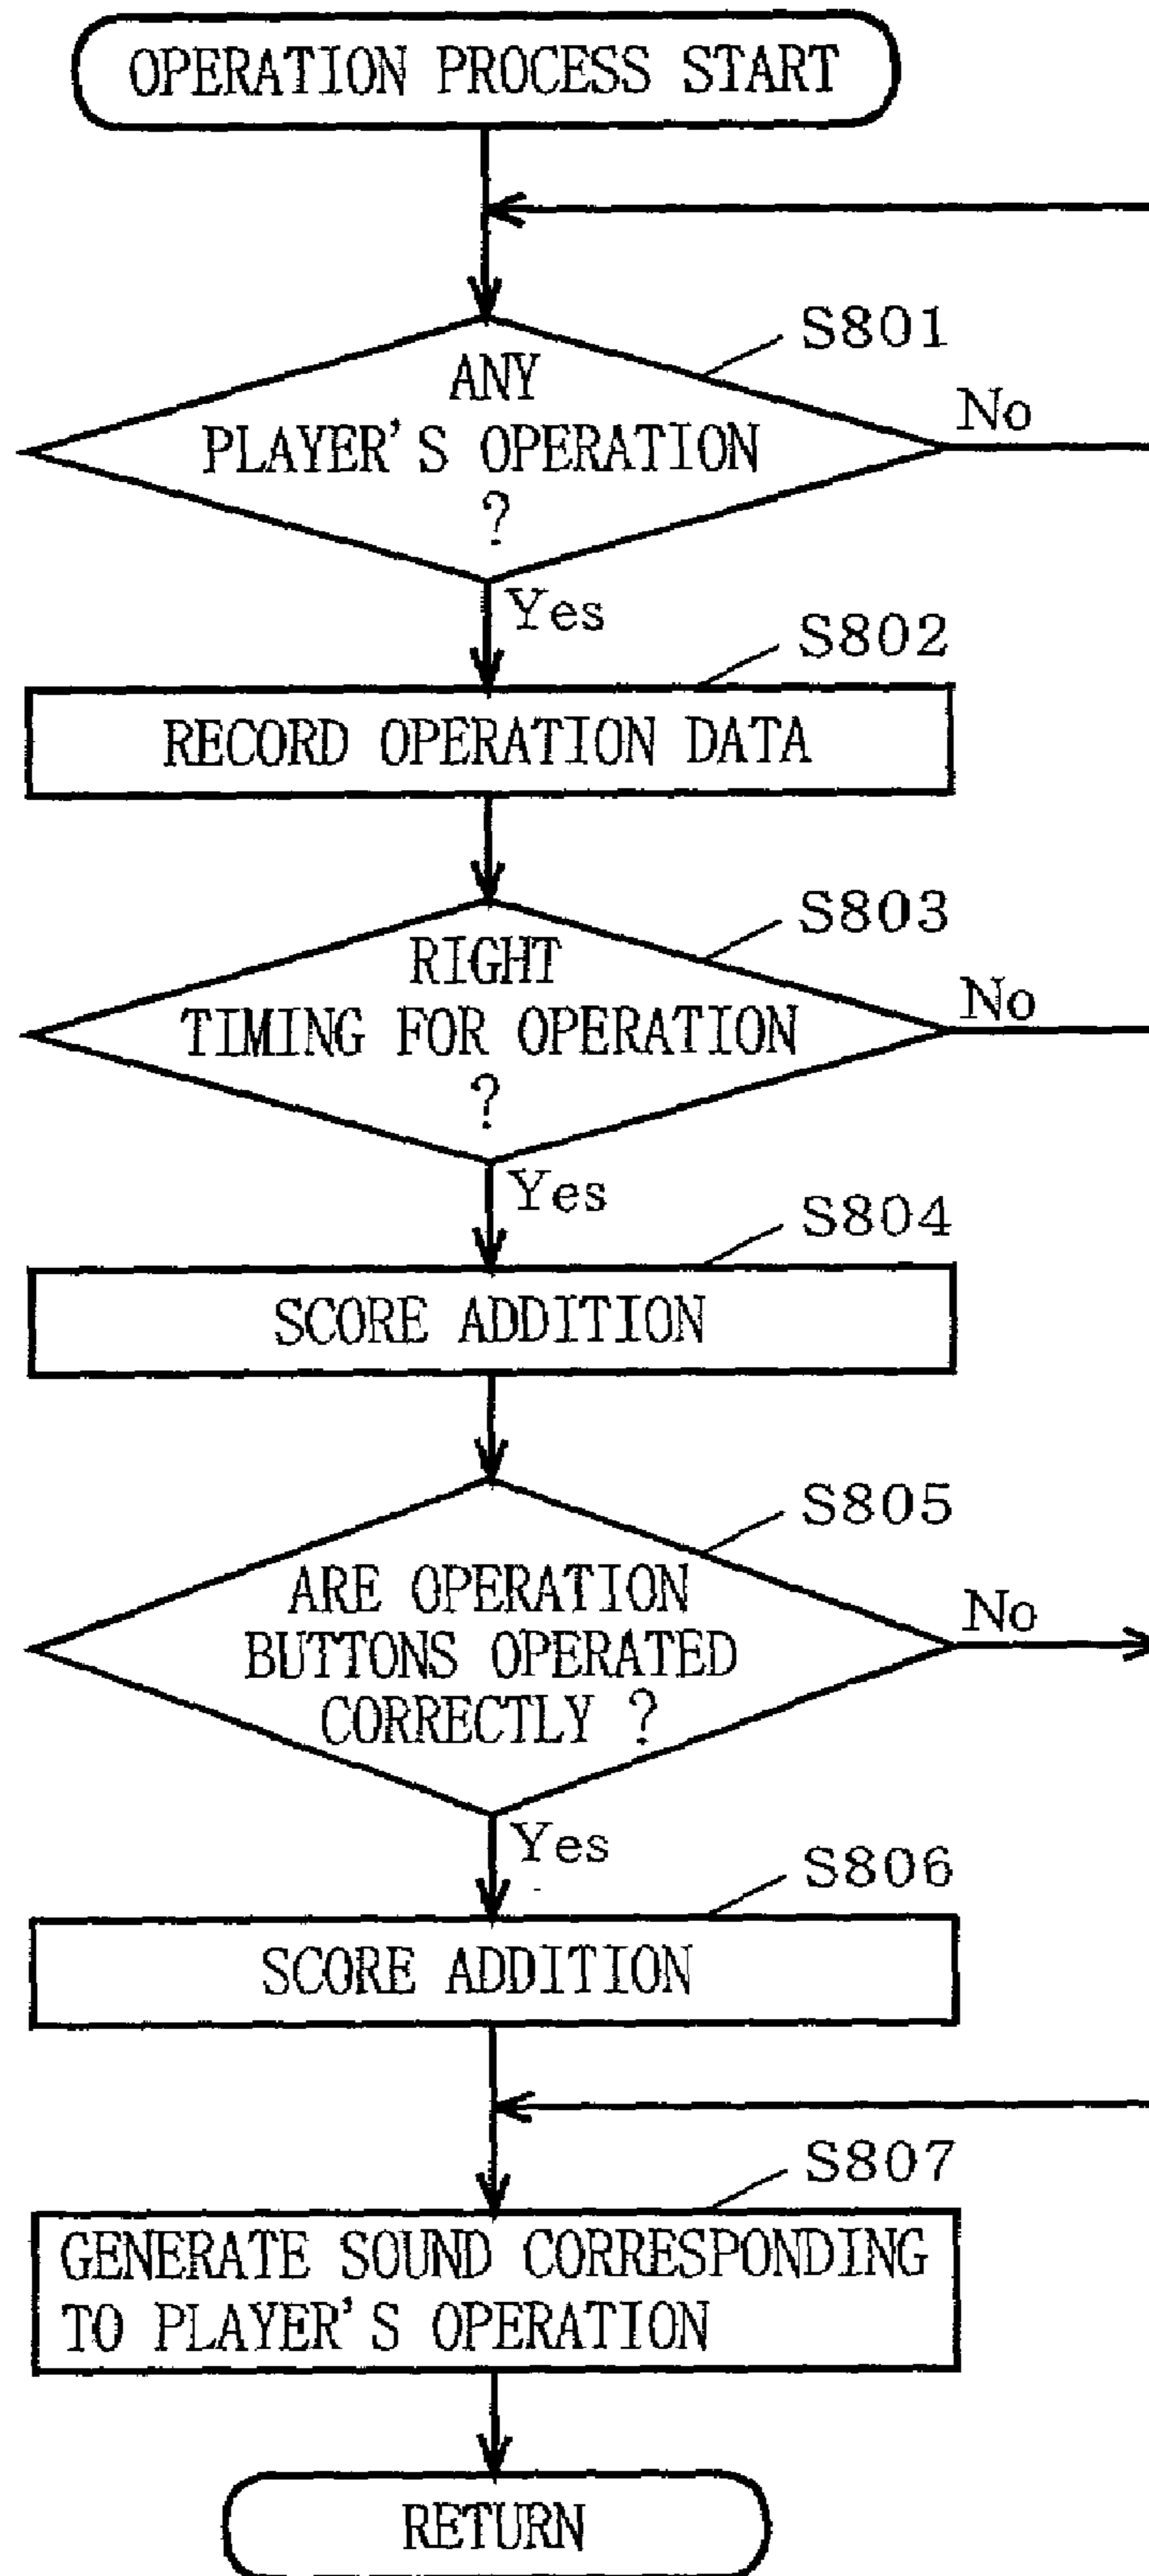 OPERATION PROCESS START
S801
ANY
PLAYER'S OPERATION
?
No
Yes
S802
RECORD OPERATION DATA
S803
RIGHT
TIMING FOR OPERATION
?
No
Yes
S804
SCORE ADDITION
S805
ARE OPERATION
BUTTONS OPERATED
CORRECTLY ?
No
Yes
S806
SCORE ADDITION
S807
GENERATE SOUND CORRESPONDING
TO PLAYER'S OPERATION
RETURN